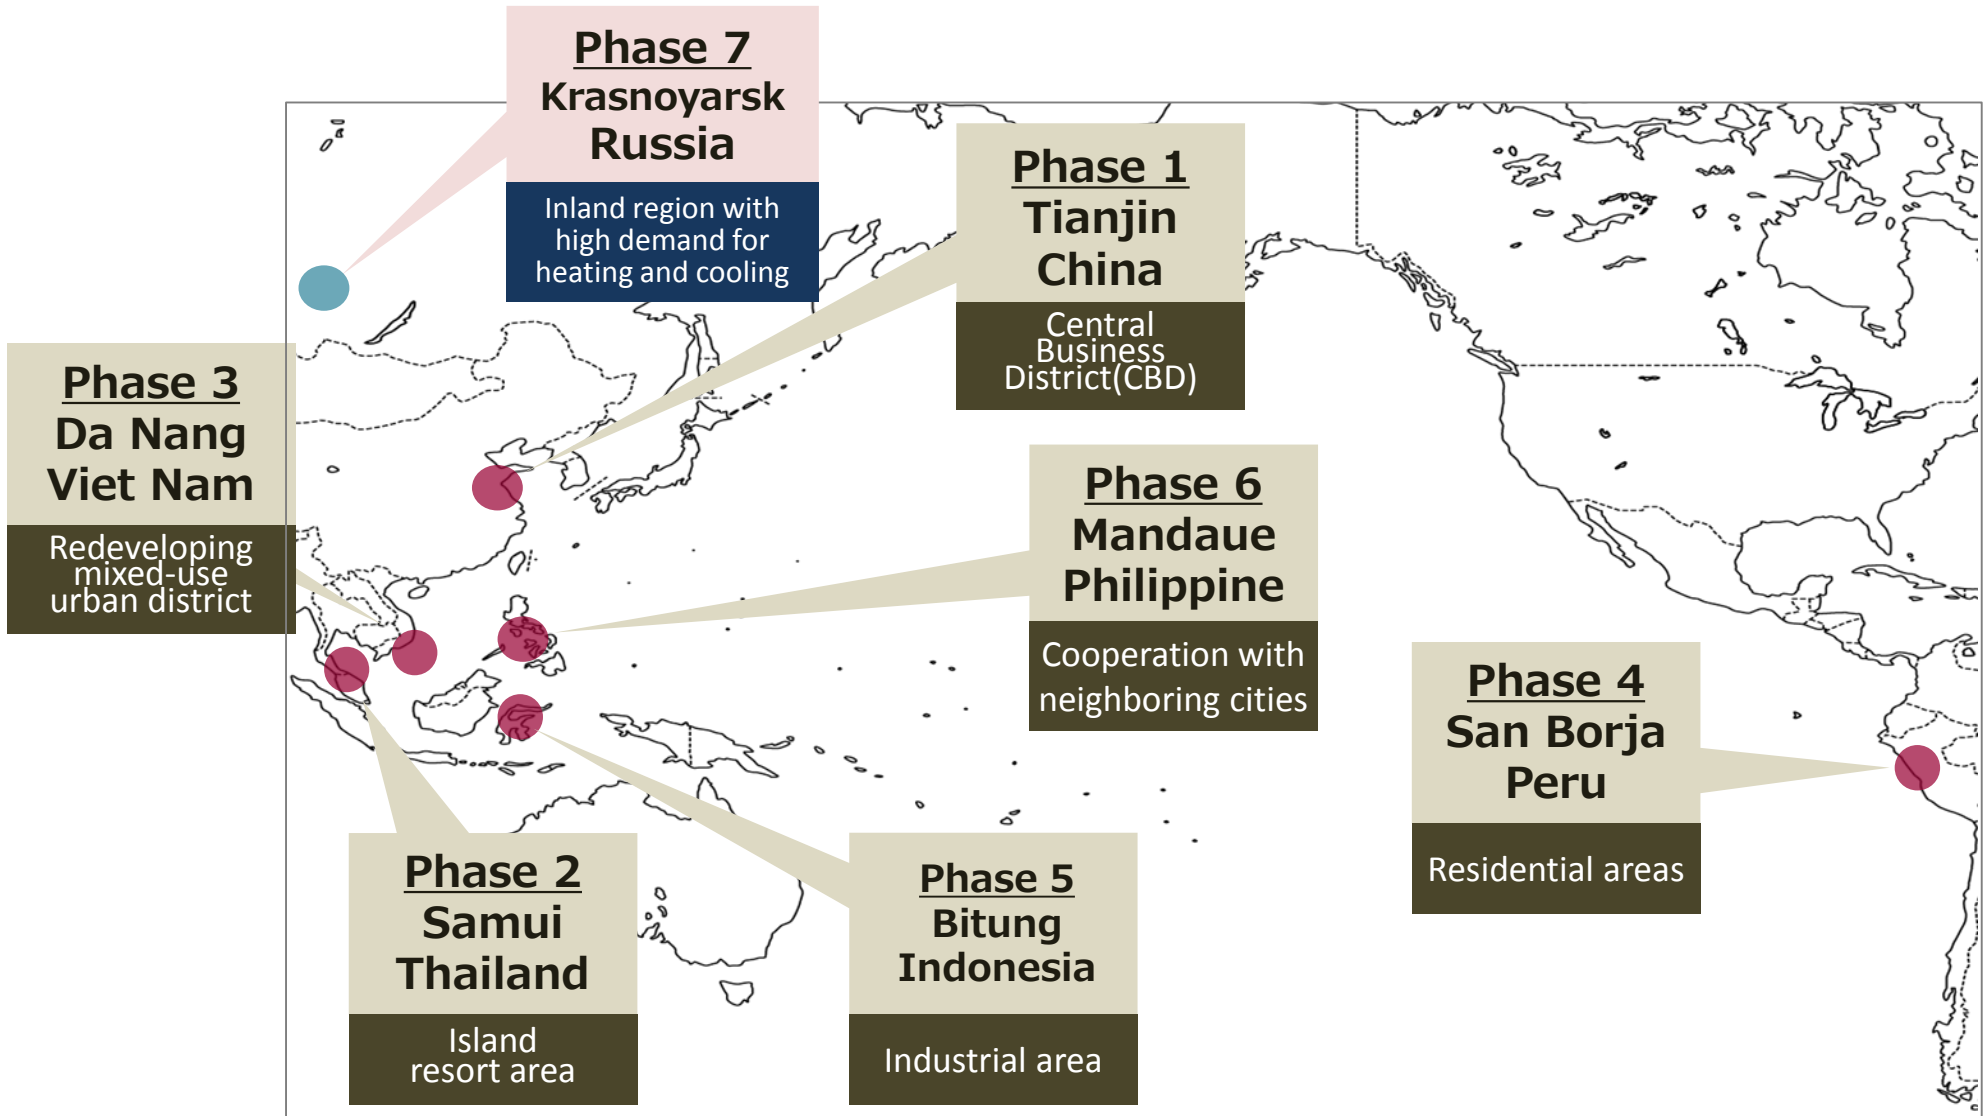 Phase 7
Krasnoyarsk
Russia
Inland region with
high demand for
heating and cooling
Phase 1
Tianjin
China
Central
Business
District(CBD)
Phase 3
Da Nang
Viet Nam
Redeveloping
mixed-use
urban district
Phase 6
Mandaue
Philippine
Cooperation with
neighboring cities
Phase 4
San Borja
Peru
Residential areas
Phase 2
Samui
Thailand
Island
resort area
Phase 5
Bitung
Indonesia
Industrial area